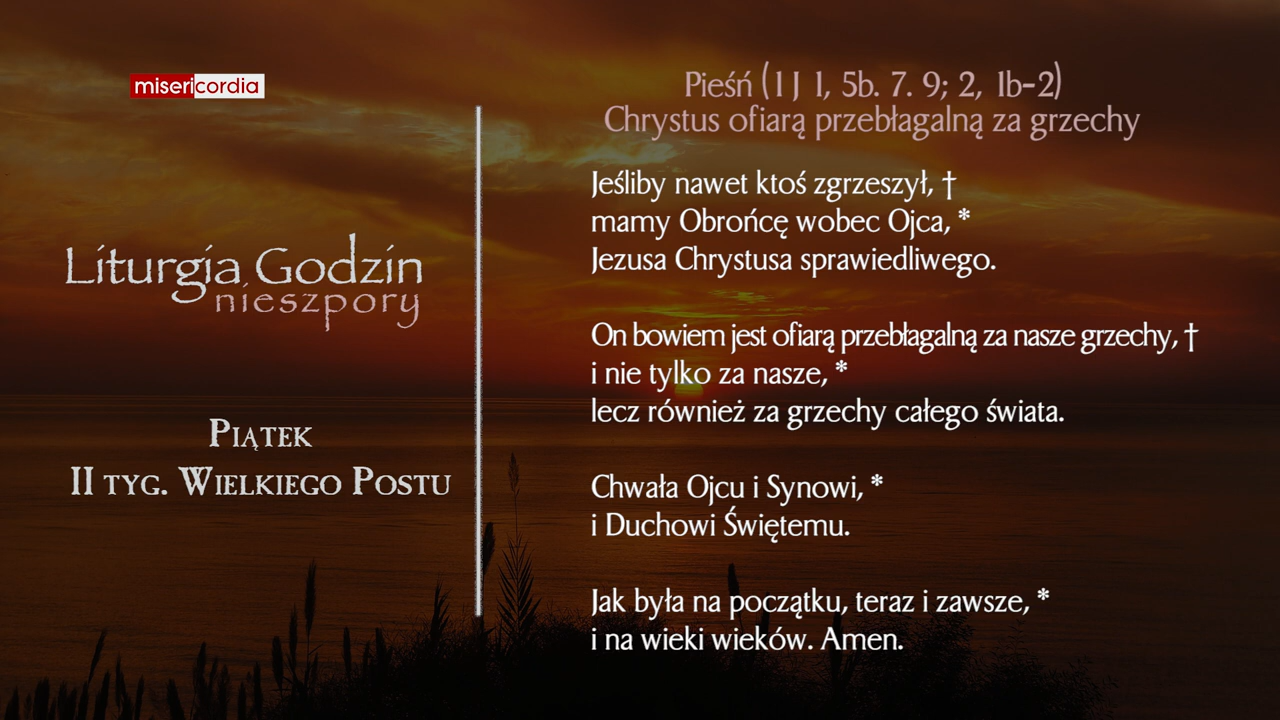 misericordia
Liturgia Godzin
nieszpory
Piątek
II tyg. Wielkiego Postu
Pieśń (1 J 1, 5b. 7. 9; 2, 1b-2)
Chrystus ofiarą przebłagalną za grzechy
Jeśliby nawet ktoś zgrzeszył, †
mamy Obrońcę wobec Ojca, *
Jezusa Chrystusa sprawiedliwego.
On bowiem jest ofiarą przebłagalną za nasze grzechy, †
i nie tylko za nasze, *
lecz również za grzechy całego świata.
Chwała Ojcu i Synowi, *
i Duchowi Świętemu.
Jak była na początku, teraz i zawsze, *
i na wieki wieków. Amen.